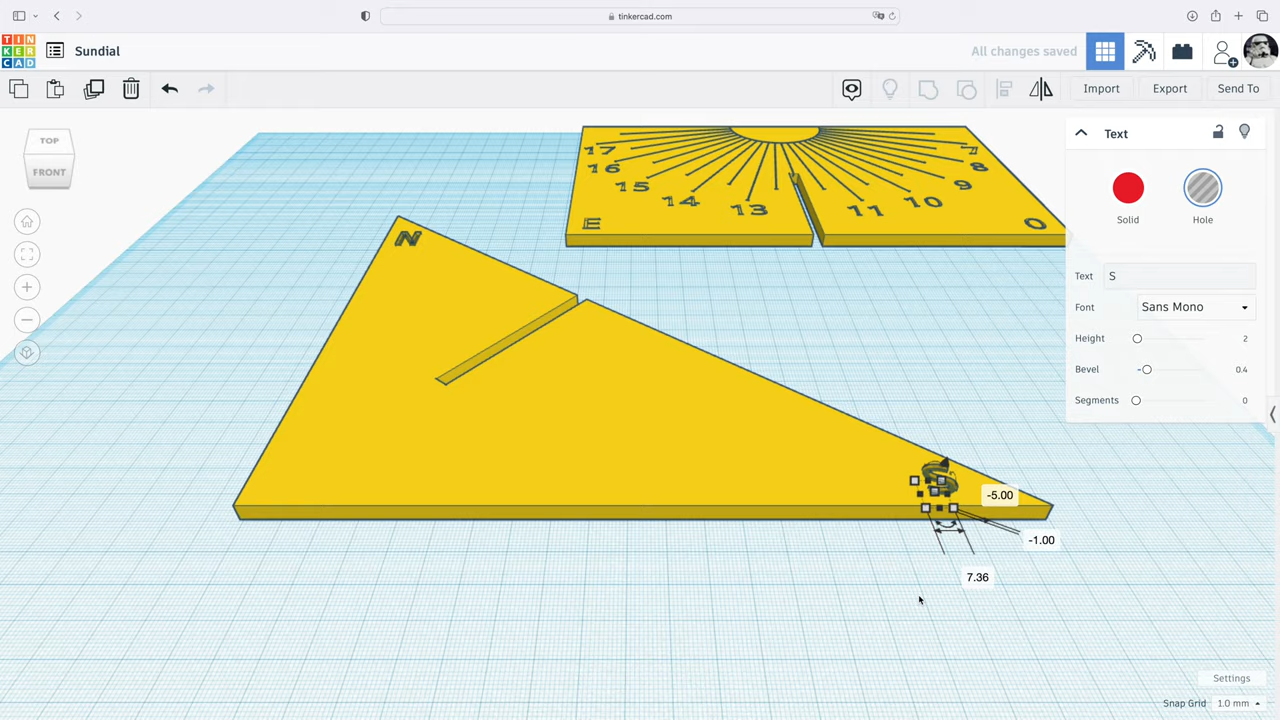 tinkercad.com
TIN
KER
CAD
Sundial
All changes saved
Import
Export
Send To
TOP
FRONT
Text
Solid
Hole
Text
S
Font
Sans Mono
Height
2
Bevel
0.4
Segments
0
17
16
15
14
13
11
10
9
8
7
E
O
N
S
-5.00
-1.00
7.36
Settings
Snap Grid
1.0 mm